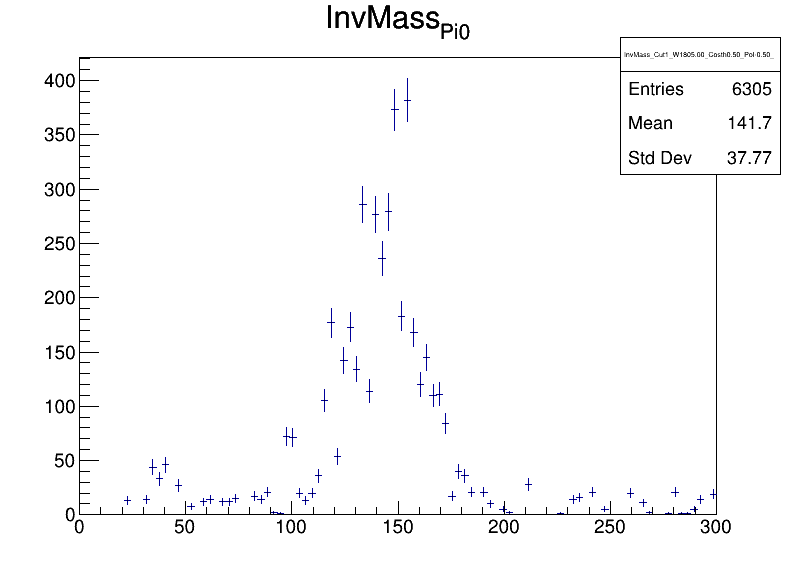 InvMass_Pi0
InvMass_Cut1_W1805.00_Costh0.50_Pol-0.50_
Entries 6305
Mean 141.7
Std Dev 37.77
400
350
300
250
200
150
100
50
0
0 50 100 150 200 250 300